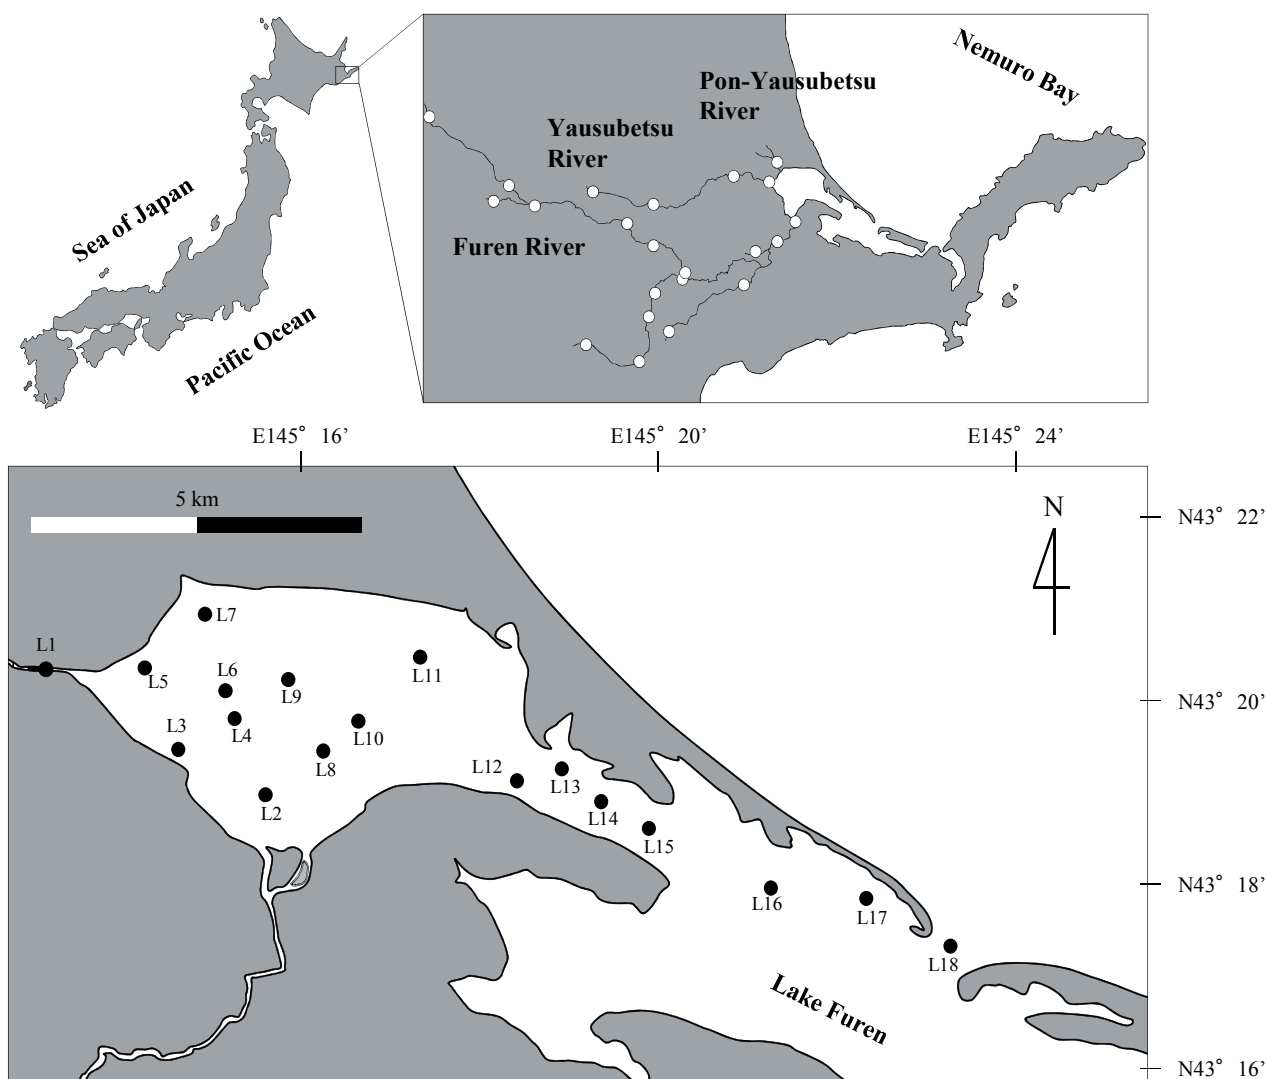 Nemuro Bay
Pon-Yausubetsu
River
Yausubetsu
River
Sea of Japan
Furen River
Pacific Ocean
E145° 16’
E145° 20’
E145° 24’
5 km
N
N43° 22’
L7
L1
L6
L5
L9
L11
N43° 20’
L3
L4
L10
L8
L12
L13
L2
L14
L15
N43° 18’
L16
L17
L18
Lake Furen
N43° 16’